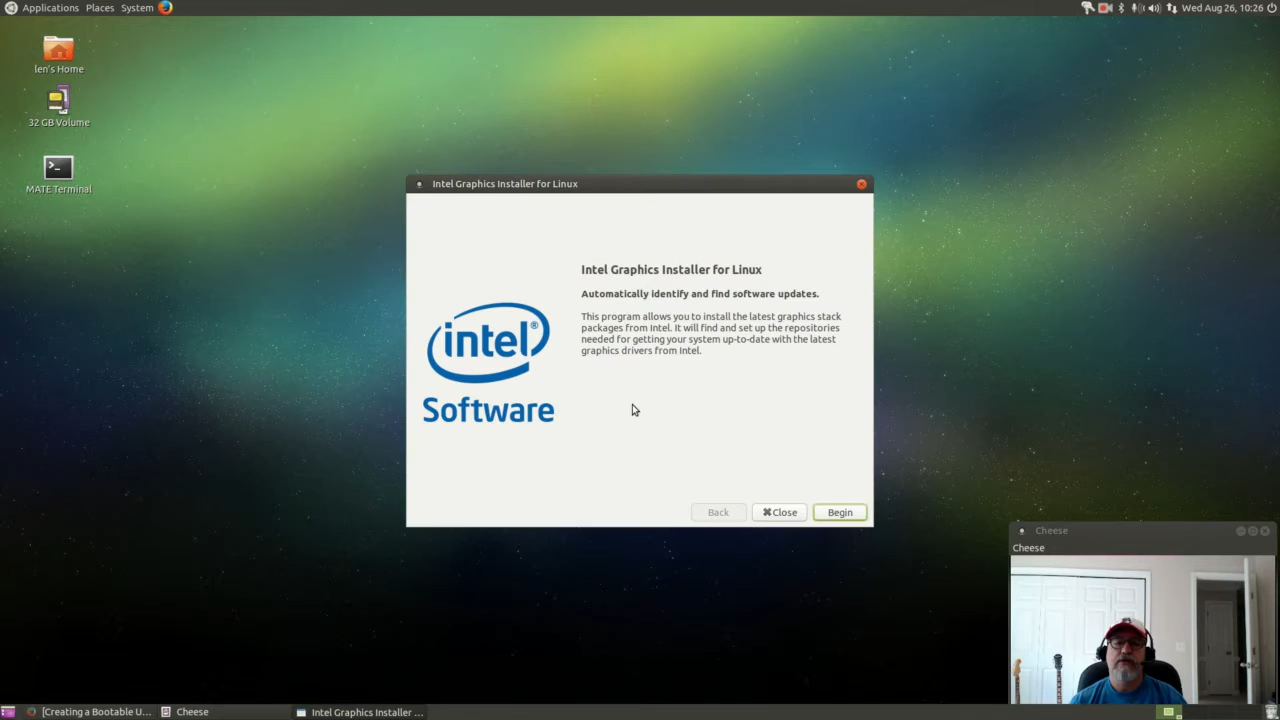 Applications Places System
Wed Aug 26, 10:26
len's Home
32 GB Volume
MATE Terminal
Intel Graphics Installer for Linux
Intel Graphics Installer for Linux
Automatically identify and find software updates.
This program allows you to install the latest graphics stack
packages from Intel. It will find and set up the repositories
needed for getting your system up-to-date with the latest
graphics drivers from Intel.
intel®
Software
Back
Close
Begin
Cheese
Cheese
[Creating a Bootable U...
Cheese
Intel Graphics Installer ...